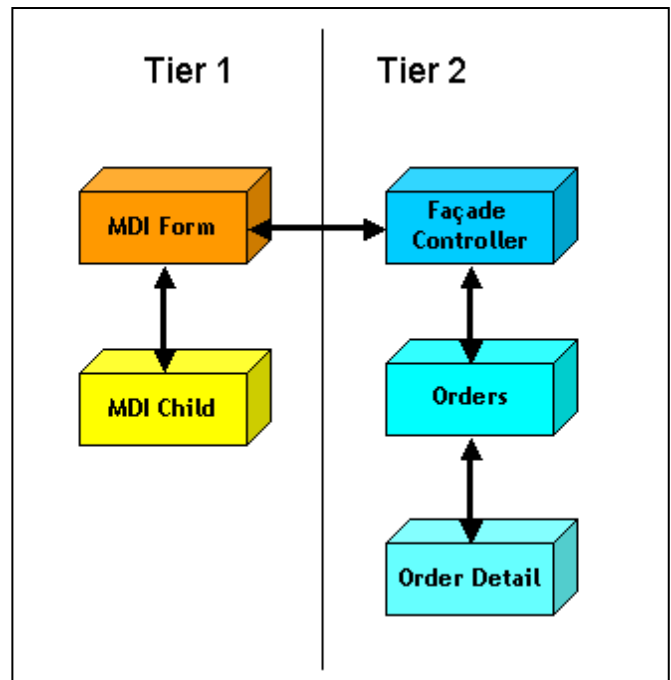 Tier 1
Tier 2
MDI Form
Façade
Controller
MDI Child
Orders
Order Detail